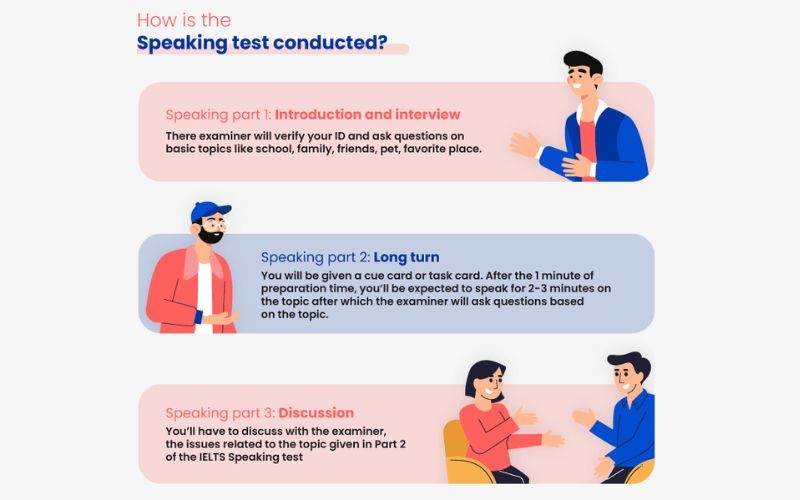 How is the
Speaking test conducted?
Speaking part 1: Introduction and interview
There examiner will verify your ID and ask questions on
basic topics like school, family, friends, pet, favorite place.
Speaking part 2: Long turn
You will be given a cue card or task card. After the 1 minute of
preparation time, you'll be expected to speak for 2-3 minutes on
the topic after which the examiner will ask questions based
on the topic.
Speaking part 3: Discussion
You'll have to discuss with the examiner,
the issues related to the topic given in Part 2
of the IELTS Speaking test